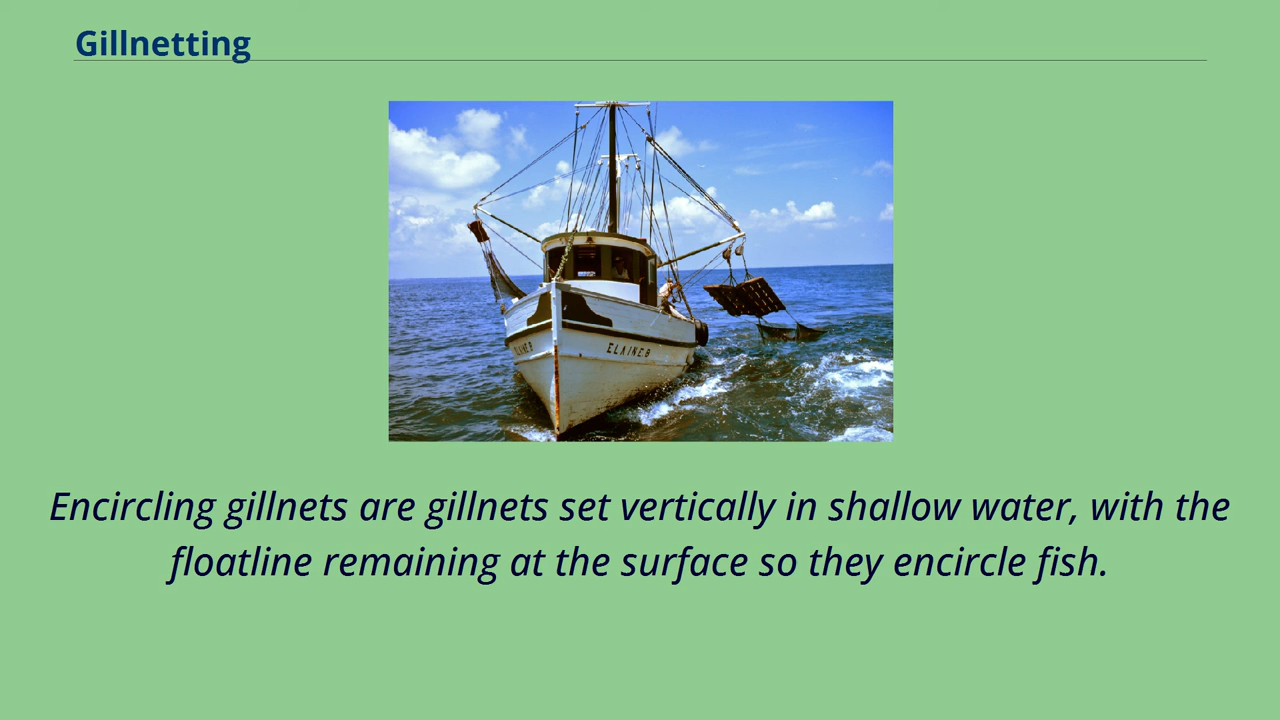 Gillnetting
ELAINE B
Encircling gillnets are gillnets set vertically in shallow water, with the
floatline remaining at the surface so they encircle fish.